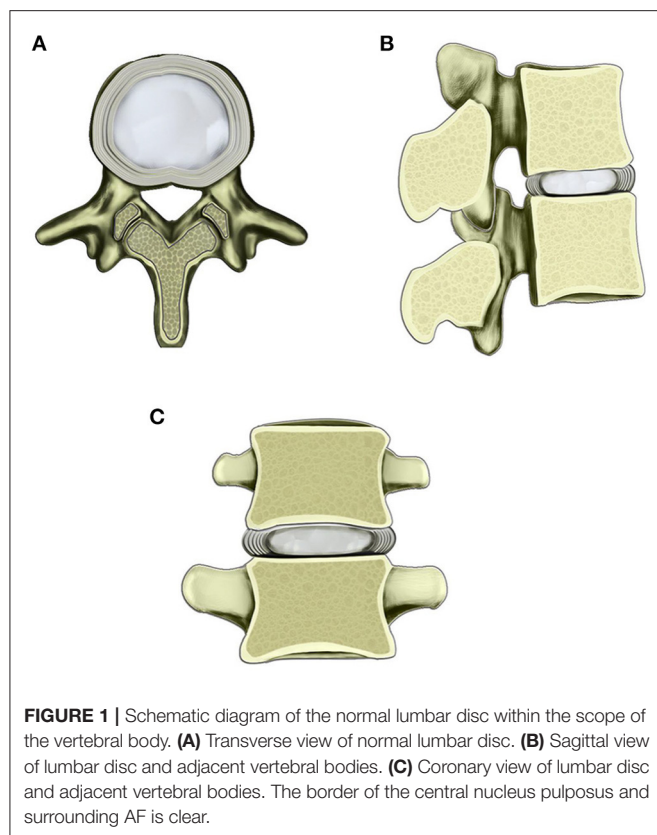 A
B
C
FIGURE 1 | Schematic diagram of the normal lumbar disc within the scope of
the vertebral body. (A) Transverse view of normal lumbar disc. (B) Sagittal view
of lumbar disc and adjacent vertebral bodies. (C) Coronary view of lumbar disc
and adjacent vertebral bodies. The border of the central nucleus pulposus and
surrounding AF is clear.